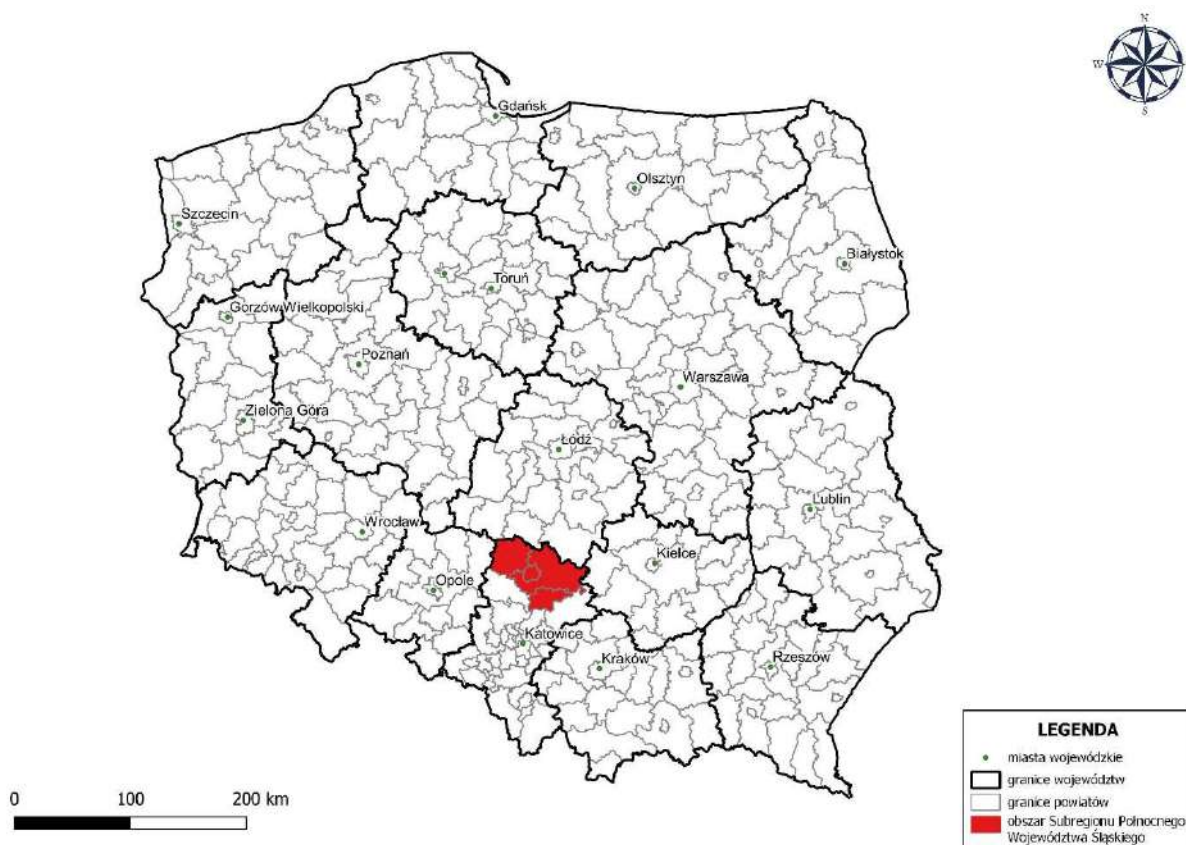 N
W
E
S
Gdańsk
Olsztyn
Szczecin
Białystok
Toruń
Gorzów Wielkopolski
Poznań
Warszawa
Zielona Góra
Łódź
Lublin
Wrocław
Kielce
Opole
Katowice
Kraków
Rzeszów
LEGENDA
miasta wojewódzkie
granice województw
granice powiatów
obszar Subregionu Północnego
Województwa Śląskiego
0 100 200 km